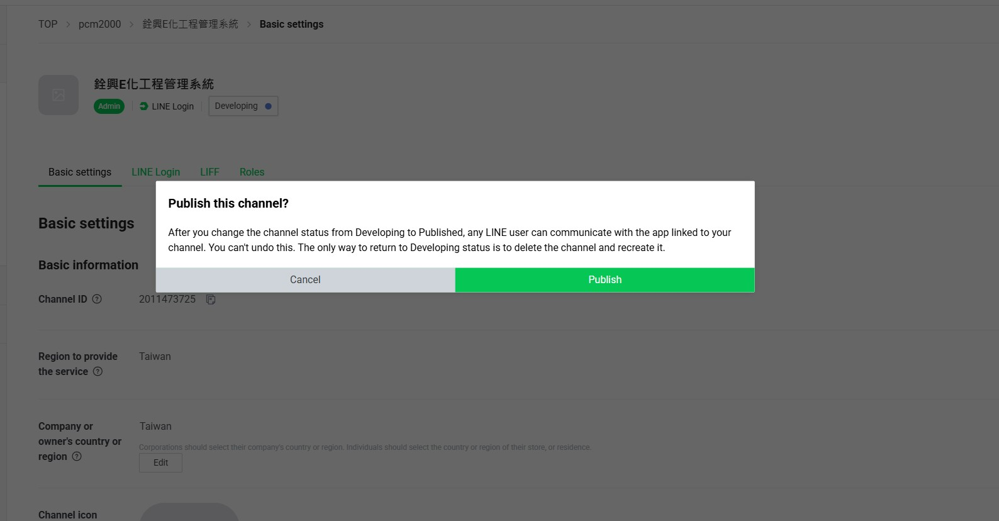 TOP > pcm2000 > 銓興E化工程管理系統 > Basic settings
銓興E化工程管理系統
Admin LINE Login Developing
Basic settings LINE Login LIFF Roles
Publish this channel?
After you change the channel status from Developing to Published, any LINE user can communicate with the app linked to your
channel. You can't undo this. The only way to return to Developing status is to delete the channel and recreate it.
Cancel Publish
Basic settings
Basic information
Channel ID 2011473725
Region to provide
the service
Taiwan
Company or
owner's country or
region
Taiwan
Corporations should select their company's country or region. Individuals should select the country or region of their store, or residence.
Edit
Channel icon